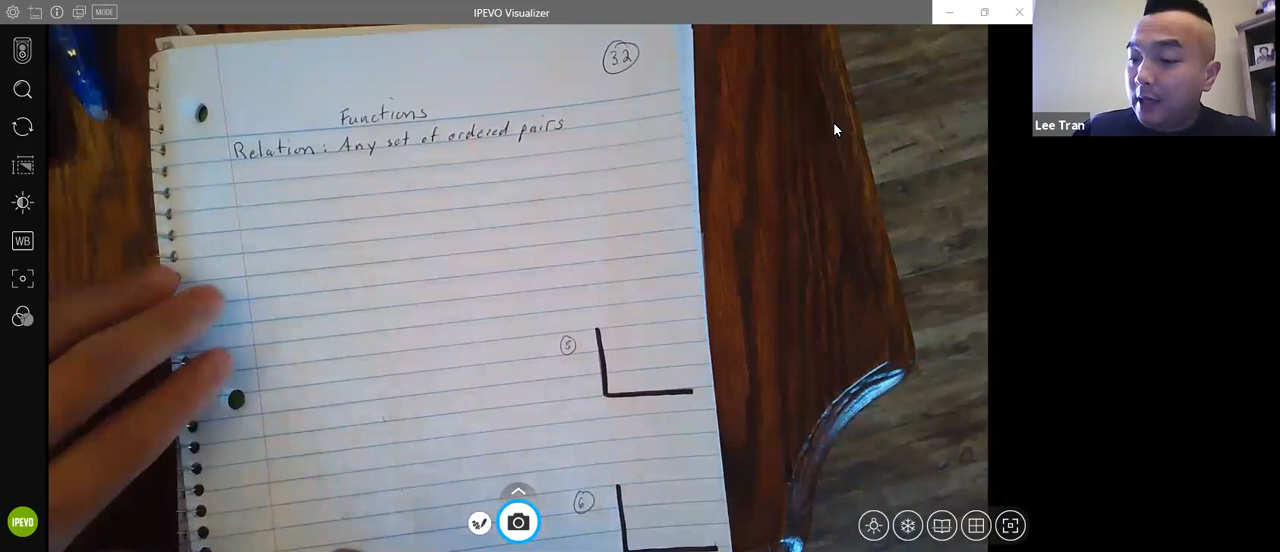 IPEVO Visualizer
MODE
32
Functions
Relation: Any set of ordered pairs
5
6
WB
IPEVO
Lee Tran